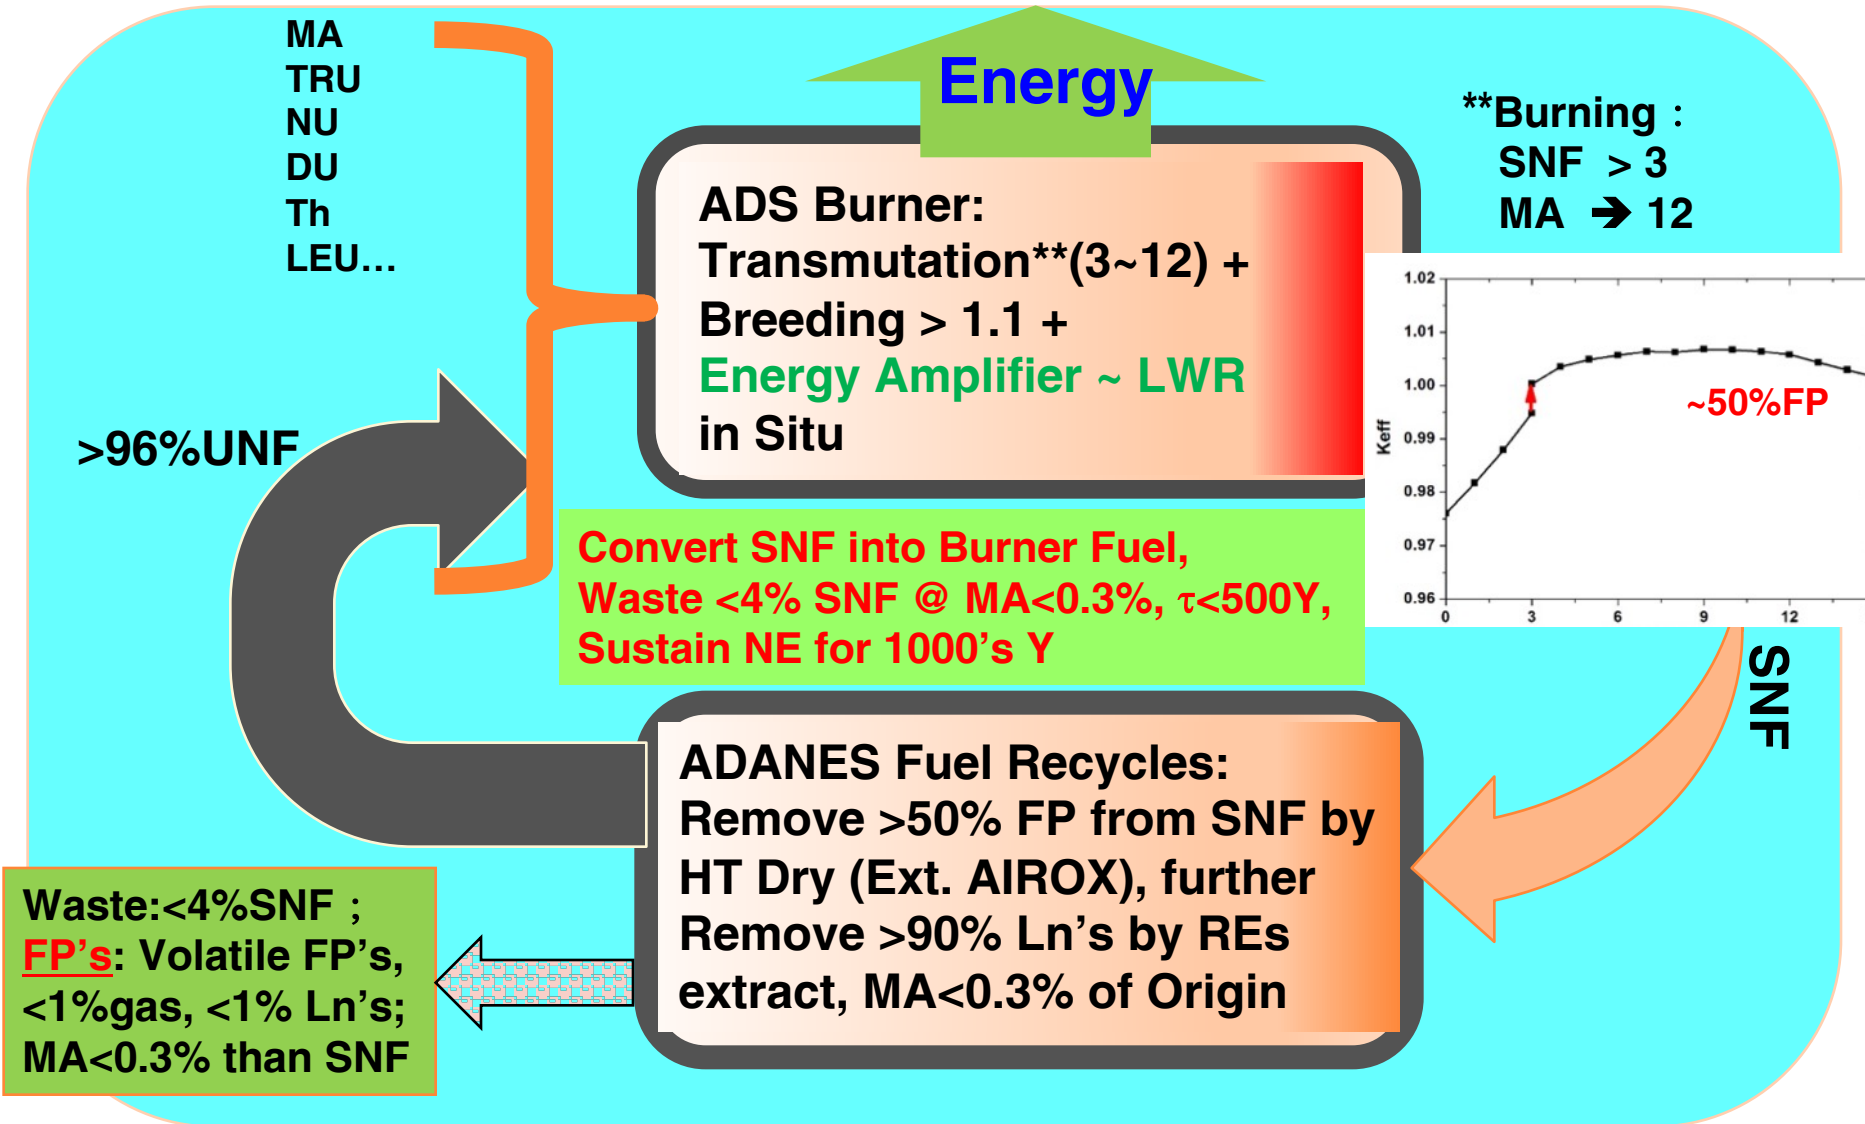 MA
TRU
NU
DU
Th
LEU…
Energy
**Burning :
SNF > 3
MA ➔ 12
ADS Burner:
Transmutation**(3~12) +
Breeding > 1.1 +
Energy Amplifier ~ LWR
in Situ
>96%UNF
1.02
1.01
1.00
0.99
0.98
0.97
0.96
Keff
~50%FP
0
3
6
9
12
Convert SNF into Burner Fuel,
Waste <4% SNF @ MA<0.3%, τ<500Y,
Sustain NE for 1000’s Y
SNF
ADANES Fuel Recycles:
Remove >50% FP from SNF by
HT Dry (Ext. AIROX), further
Remove >90% Ln’s by REs
extract, MA<0.3% of Origin
Waste:<4%SNF ;
FP’s: Volatile FP’s,
<1%gas, <1% Ln’s;
MA<0.3% than SNF